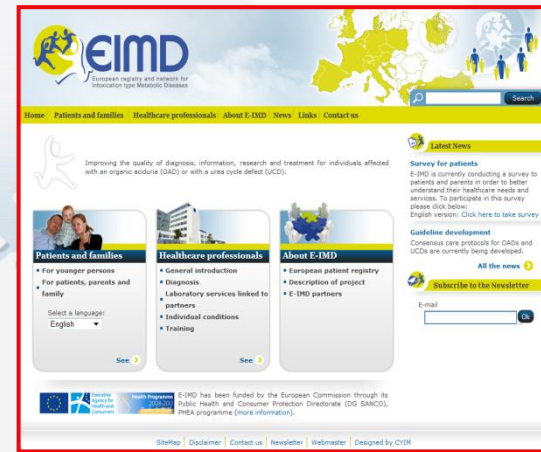 EIMD
European registry and network for
Intoxication type Metabolic Diseases
Search
Home Patients and families Healthcare professionals About E-IMD News Links Contact us
Improving the quality of diagnosis, information, research and treatment for individuals affected
with an organic aciduria (OAD) or with a urea cycle defect (UCD).
Patients and families
• For younger persons
• For patients, parents and
family
Select a language:
English
See
Healthcare professionals
• General introduction
• Diagnosis
• Laboratory services linked to
partners
• Individual conditions
• Training
See
About E-IMD
• European patient registry
• Description of project
• E-IMD partners
Latest News
Survey for patients
E-IMD is currently conducting a survey to
patients and parents in order to better
understand their healthcare needs and
services. To participate in this survey
please click below:
English version: Click here to take survey
Guideline development
Consensus care protocols for OADs and
UCDs are currently being developed.
All the news
Subscribe to the Newsletter
E-mail
Ok
Executive
Agency for
Health and
Consumers
Health Programme
2008-2013
E-IMD has been funded by the European Commission through its
Public Health and Consumer Protection Directorate (DG SANCO),
PHEA programme (more information).
SiteMap Disclaimer Contact us Newsletter Webmaster Designed by CYIM